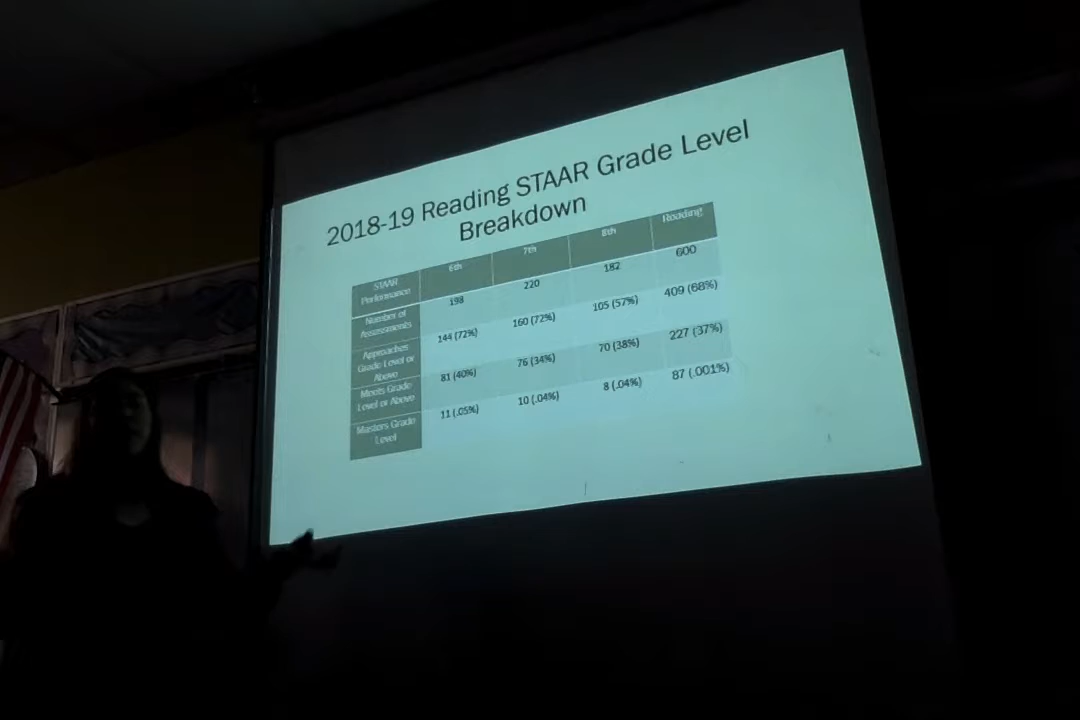 2018-19 Reading STAAR Grade Level
Breakdown
STAAR Performance 6th 7th 8th Reading
Number of Assessments 198 220 182 600
Approaches Grade Level or Above 144 (72%) 160 (72%) 105 (57%) 409 (68%)
Meets Grade Level or Above 81 (40%) 76 (34%) 70 (38%) 227 (37%)
Masters Grade Level 11 (.05%) 10 (.04%) 8 (.04%) 87 (.001%)